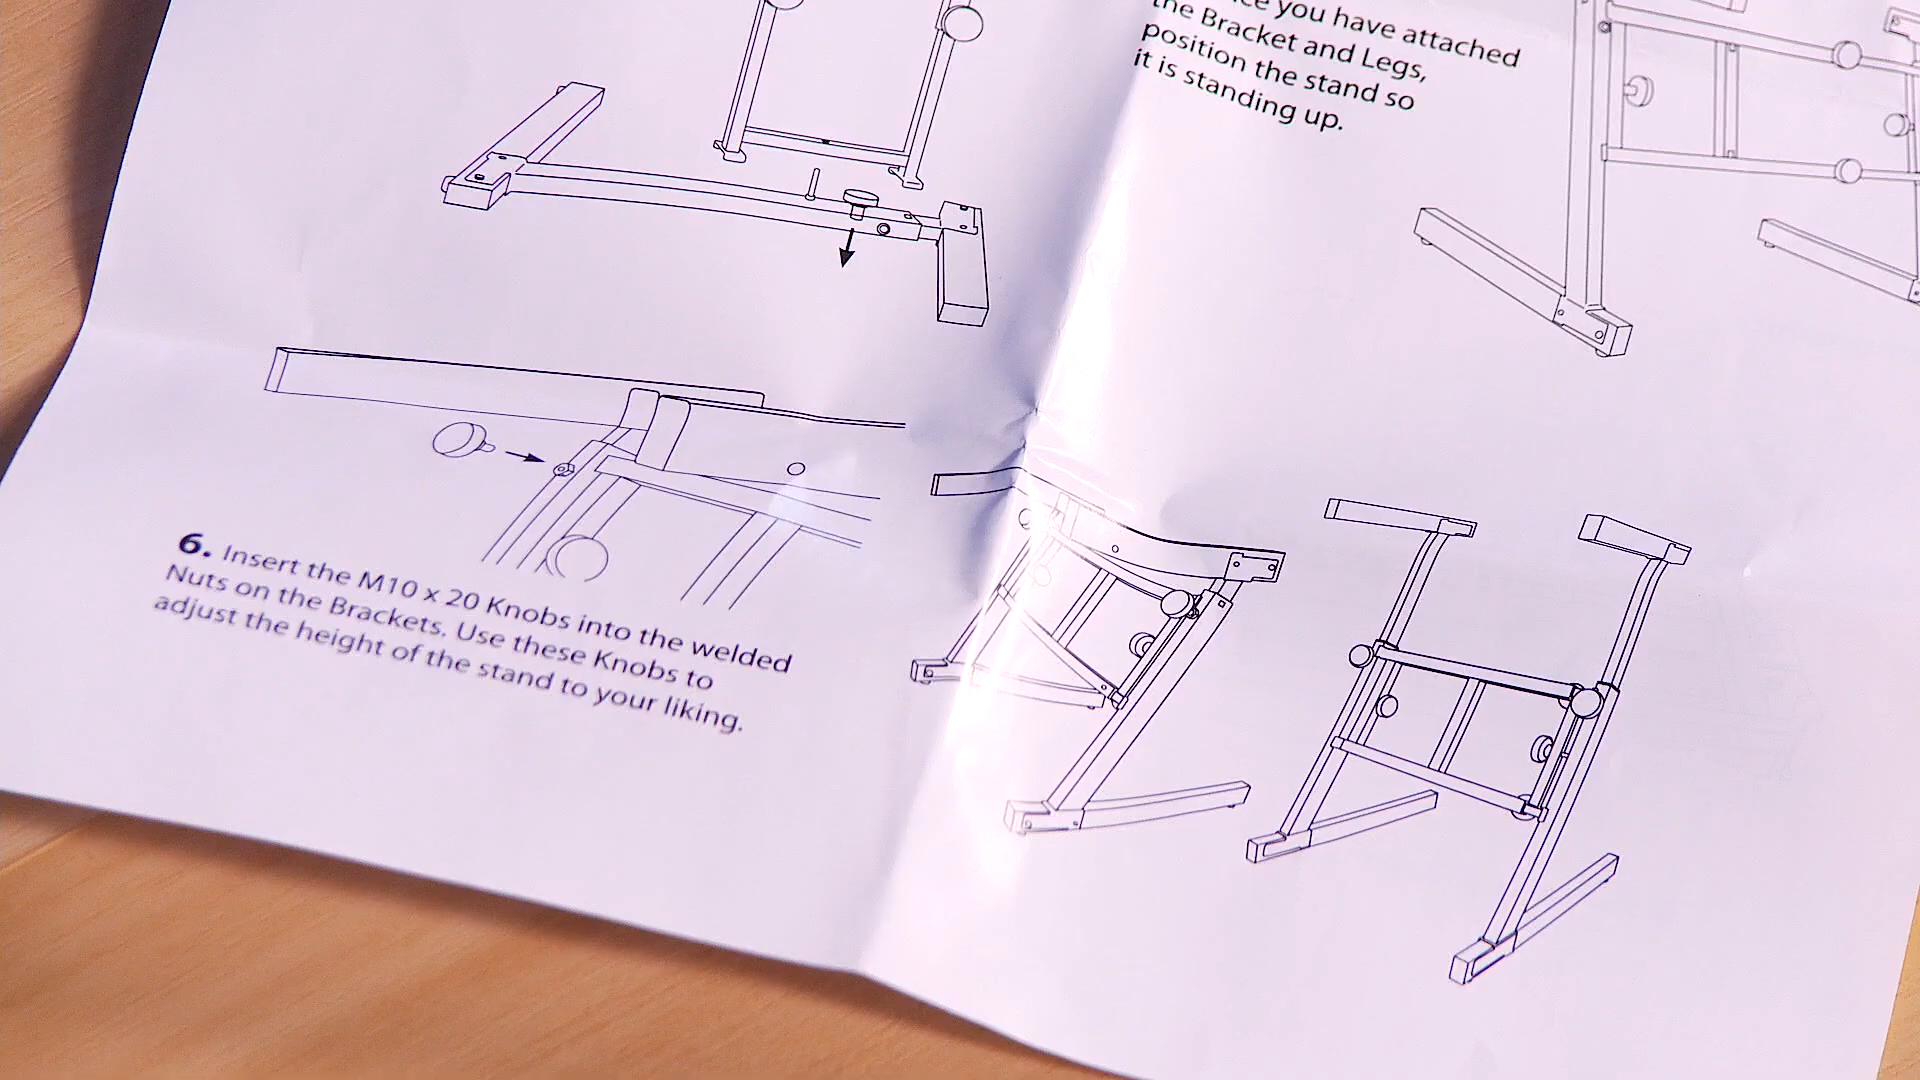 you have attached
the Bracket and Legs,
position the stand so
it is standing up.
6. Insert the M10 x 20 Knobs into the welded
Nuts on the Brackets. Use these Knobs to
adjust the height of the stand to your liking.